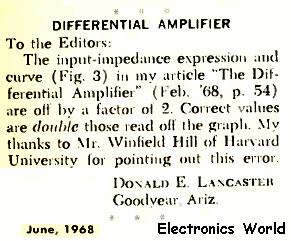 * * *
DIFFERENTIAL AMPLIFIER
To the Editors:
The input-impedance expression and
curve (Fig. 3) in my article "The Dif-
ferential Amplifier" (Feb. '68, p. 54)
are off by a factor of 2. Correct values
are double those read off the graph. My
thanks to Mr. Winfield Hill of Harvard
University for pointing out this error.
DONALD E. LANCASTER
Goodyear, Ariz.
* * *
June, 1968 Electronics World